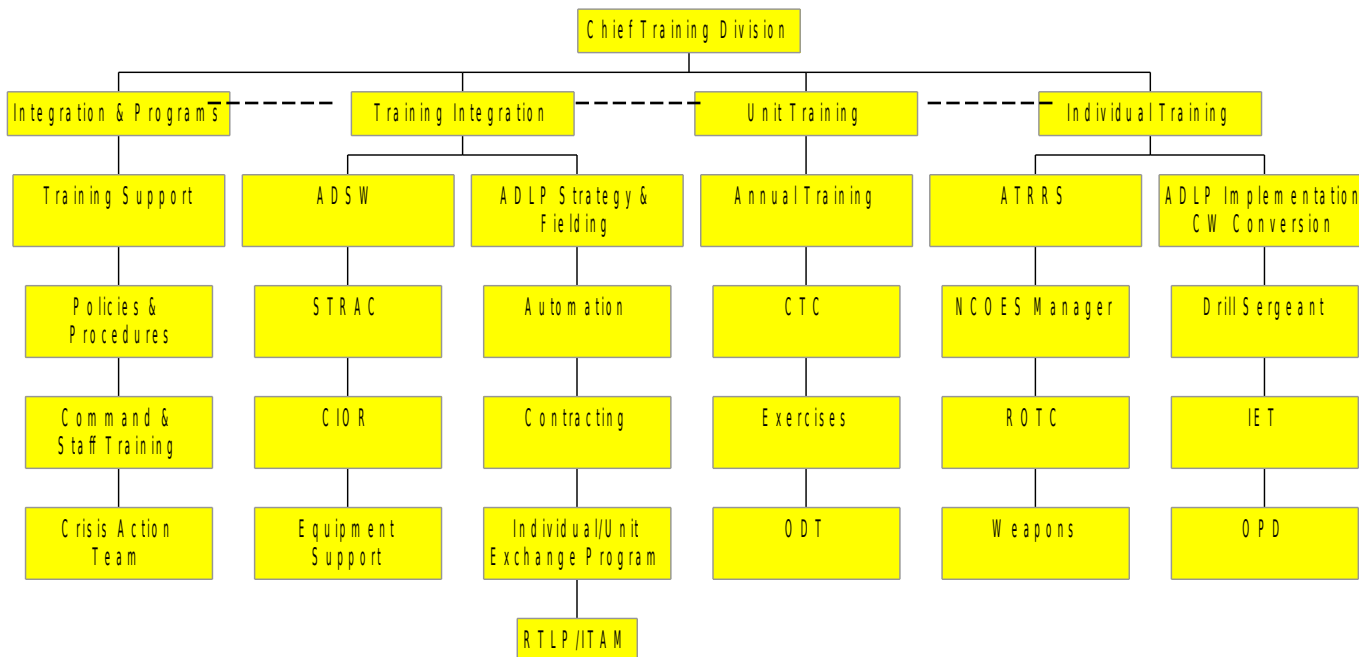 Chief Training Division
Integration & Programs
Training Integration
Unit Training
Individual Training
Training Support
ADSW
ADLP Strategy &
Fielding
Annual Training
ATRRS
ADLP Implementation
CW Conversion
Policies &
Procedures
STRAC
Automation
CTC
NCOES Manager
Drill Sergeant
Command &
Staff Training
CIOR
Contracting
Exercises
ROTC
IET
Crisis Action
Team
Equipment
Support
Individual/Unit
Exchange Program
ODT
Weapons
OPD
RTLP/ITAM